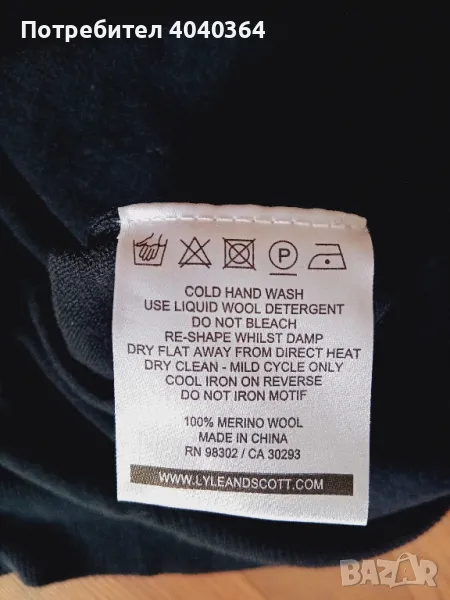 Потребител 4040364
P
COLD HAND WASH
USE LIQUID WOOL DETERGENT
DO NOT BLEACH
RE-SHAPE WHILST DAMP
DRY FLAT AWAY FROM DIRECT HEAT
DRY CLEAN - MILD CYCLE ONLY
COOL IRON ON REVERSE
DO NOT IRON MOTIF
100% MERINO WOOL
MADE IN CHINA
RN 98302 / CA 30293
WWW.LYLEANDSCOTT.COM
BAZAR